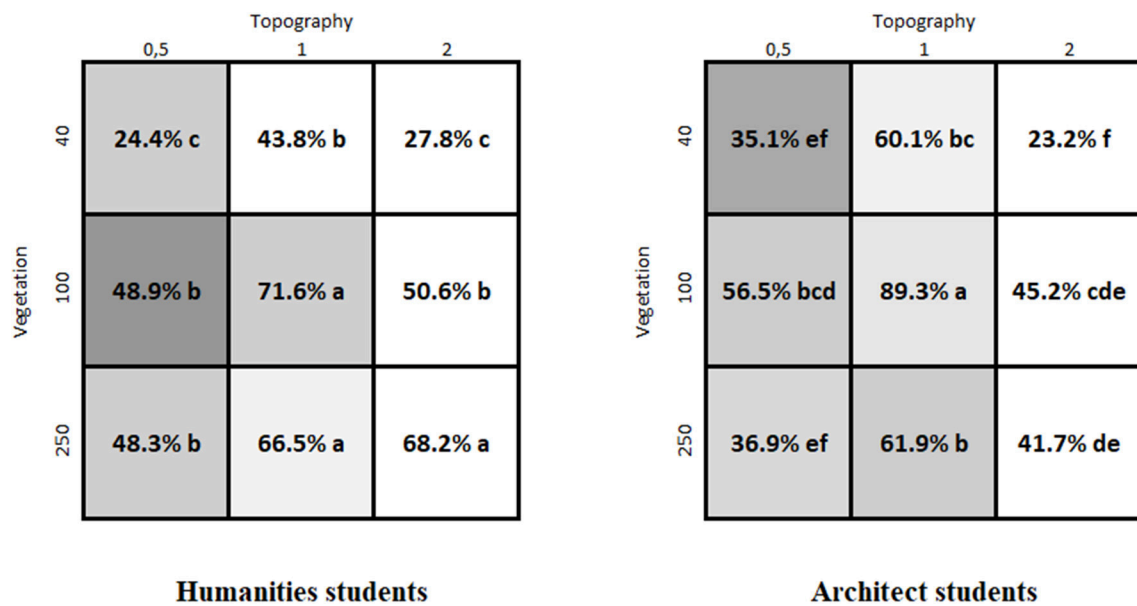 Topography
0,5 1 2
Vegetation
40
24.4% c 43.8% b 27.8% c
100
48.9% b 71.6% a 50.6% b
250
48.3% b 66.5% a 68.2% a
Humanities students
Topography
0,5 1 2
Vegetation
40
35.1% ef 60.1% bc 23.2% f
100
56.5% bcd 89.3% a 45.2% cde
250
36.9% ef 61.9% b 41.7% de
Architect students